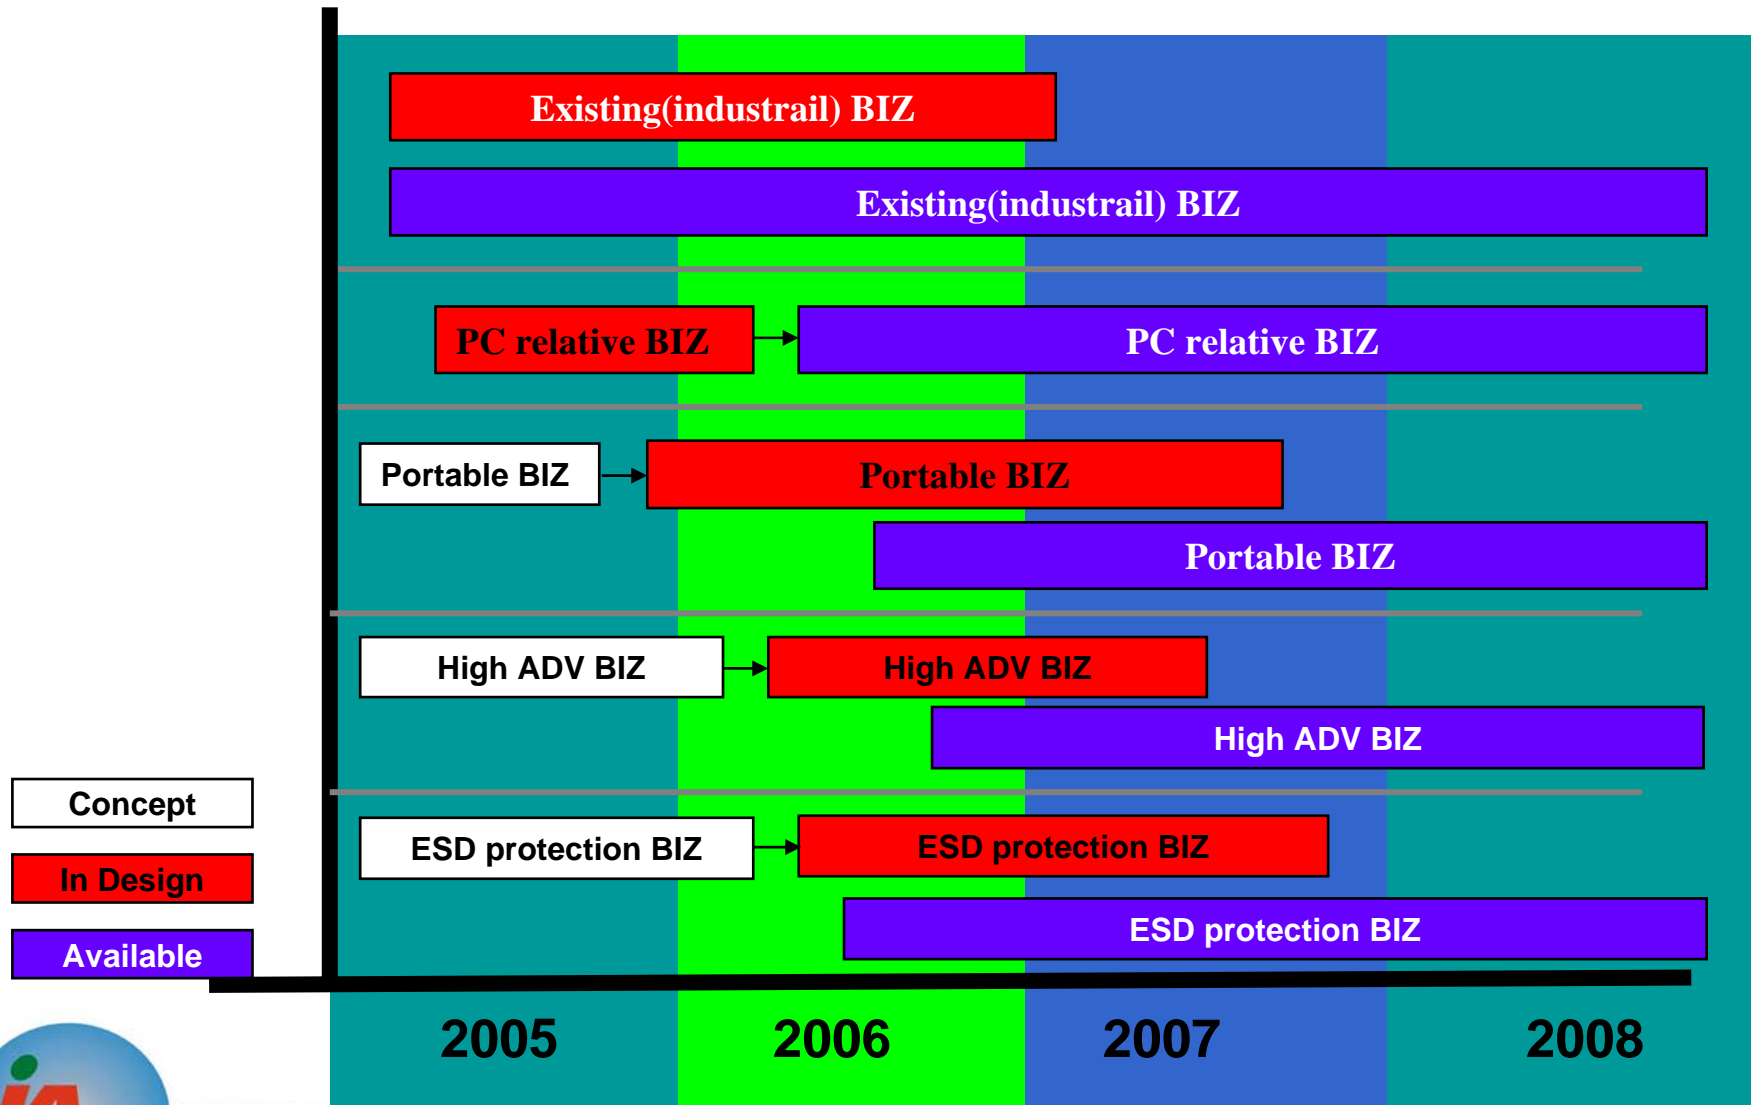 Existing(industrail) BIZ
Existing(industrail) BIZ
PC relative BIZ
PC relative BIZ
Portable BIZ
Portable BIZ
Portable BIZ
High ADV BIZ
High ADV BIZ
High ADV BIZ
ESD protection BIZ
ESD protection BIZ
ESD protection BIZ
Concept
In Design
Available
2005
2006
2007
2008